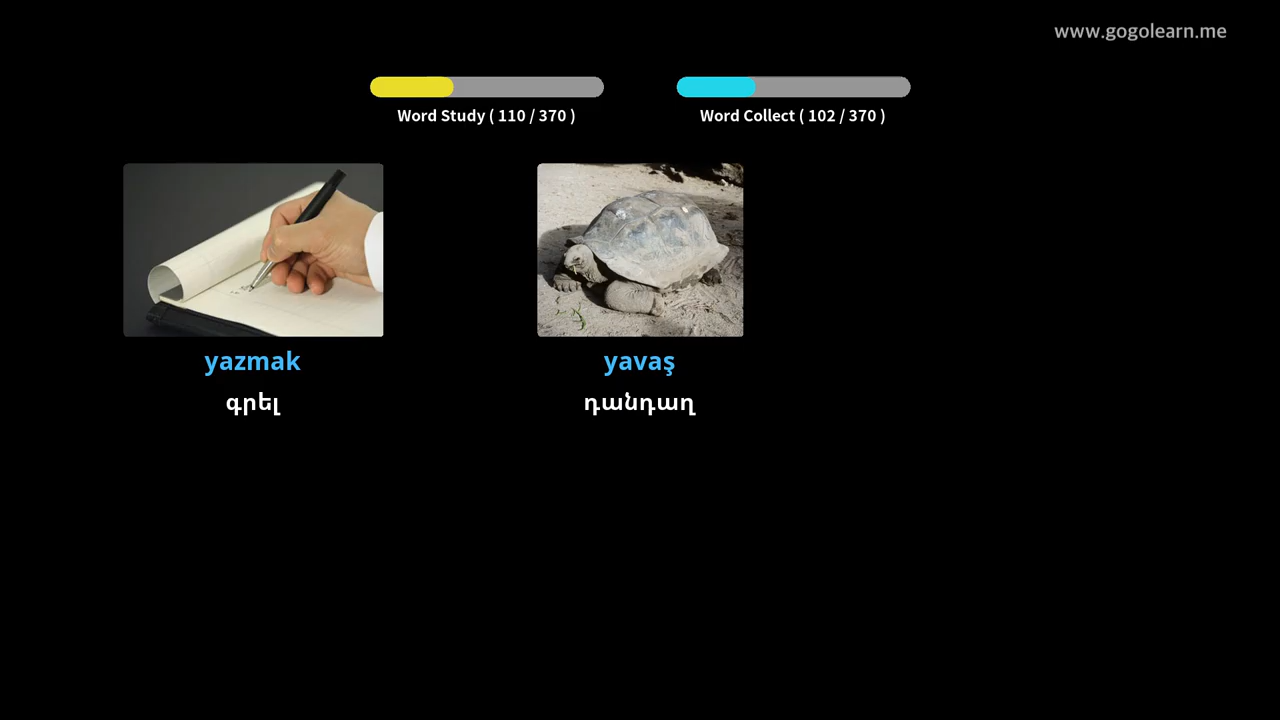 www.gogolearn.me
Word Study ( 110 / 370 )
Word Collect ( 102 / 370 )
yazmak
գրել
yavaş
դանդաղ